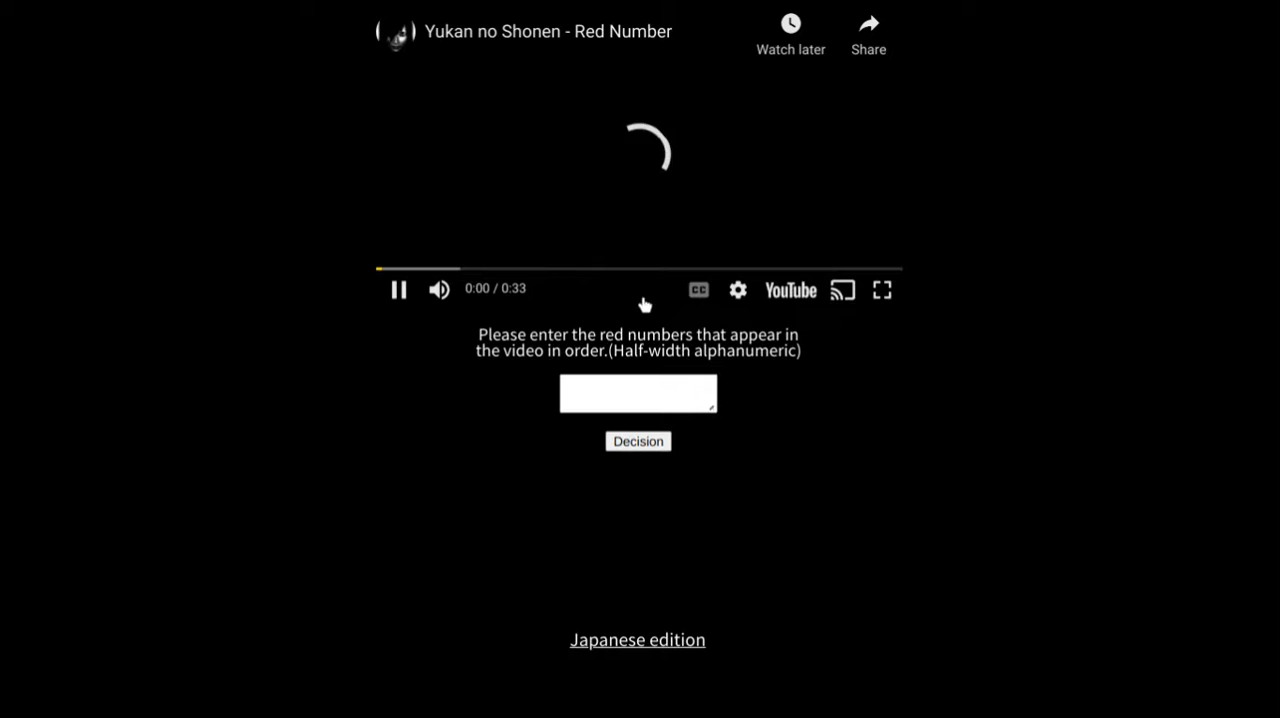 Yukan no Shonen - Red Number
Watch later
Share
0:00 / 0:33
CC
YouTube
Please enter the red numbers that appear in
the video in order.(Half-width alphanumeric)
Decision
Japanese edition